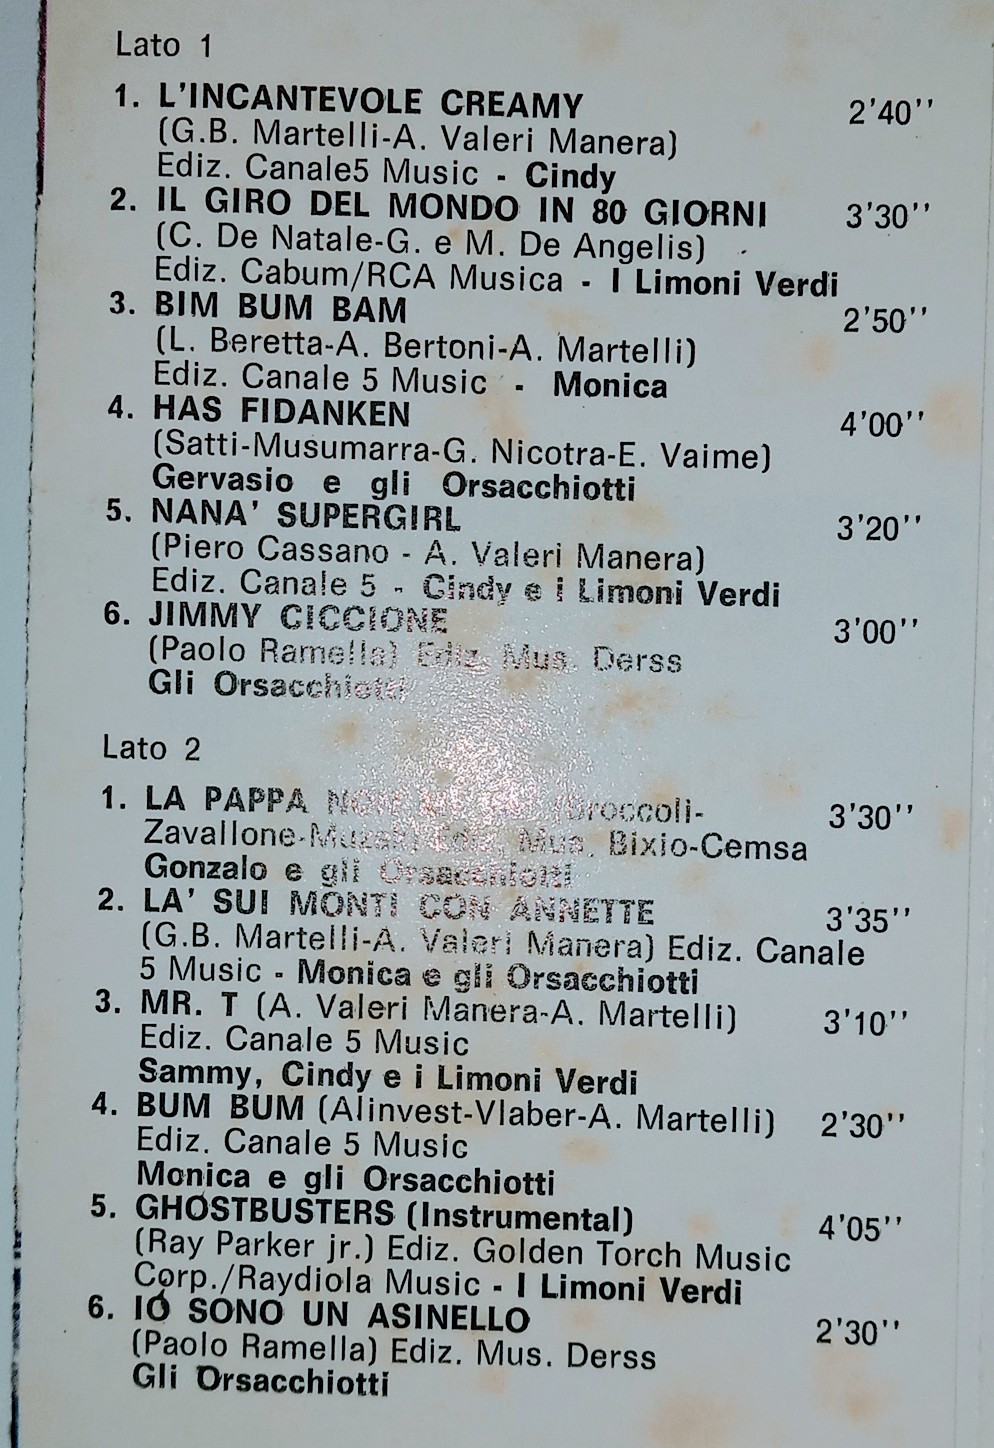 Lato 1
1. L'INCANTEVOLE CREAMY 2'40''
(G.B. Martelli-A. Valeri Manera)
Ediz. Canale5 Music - Cindy
2. IL GIRO DEL MONDO IN 80 GIORNI 3'30''
(C. De Natale-G. e M. De Angelis)
Ediz. Cabum/RCA Musica - I Limoni Verdi
3. BIM BUM BAM 2'50''
(L. Beretta-A. Bertoni-A. Martelli)
Ediz. Canale 5 Music - Monica
4. HAS FIDANKEN 4'00''
(Satti-Musumarra-G. Nicotra-E. Vaime)
Gervasio e gli Orsacchiotti
5. NANA' SUPERGIRL 3'20''
(Piero Cassano - A. Valeri Manera)
Ediz. Canale 5 - Cindy e i Limoni Verdi
6. JIMMY CICCIONE 3'00''
(Paolo Ramella) Ediz. Mus. Derss
Gli Orsacchiotti
Lato 2
1. LA PAPPA NON (Broccoli- 3'30''
Zavallone- Ediz. Mus. Bixio-Cemsa
Gonzalo e gli Orsacchiotti
2. LA' SUI MONTI CON ANNETTE 3'35''
(G.B. Martelli-A. Valeri Manera) Ediz. Canale
5 Music - Monica e gli Orsacchiotti
3. MR. T (A. Valeri Manera-A. Martelli) 3'10''
Ediz. Canale 5 Music
Sammy, Cindy e i Limoni Verdi
4. BUM BUM (Alinvest-Vlaber-A. Martelli) 2'30''
Ediz. Canale 5 Music
Monica e gli Orsacchiotti
5. GHOSTBUSTERS (Instrumental) 4'05''
(Ray Parker jr.) Ediz. Golden Torch Music
Corp./Raydiola Music - I Limoni Verdi
6. IO SONO UN ASINELLO 2'30''
(Paolo Ramella) Ediz. Mus. Derss
Gli Orsacchiotti